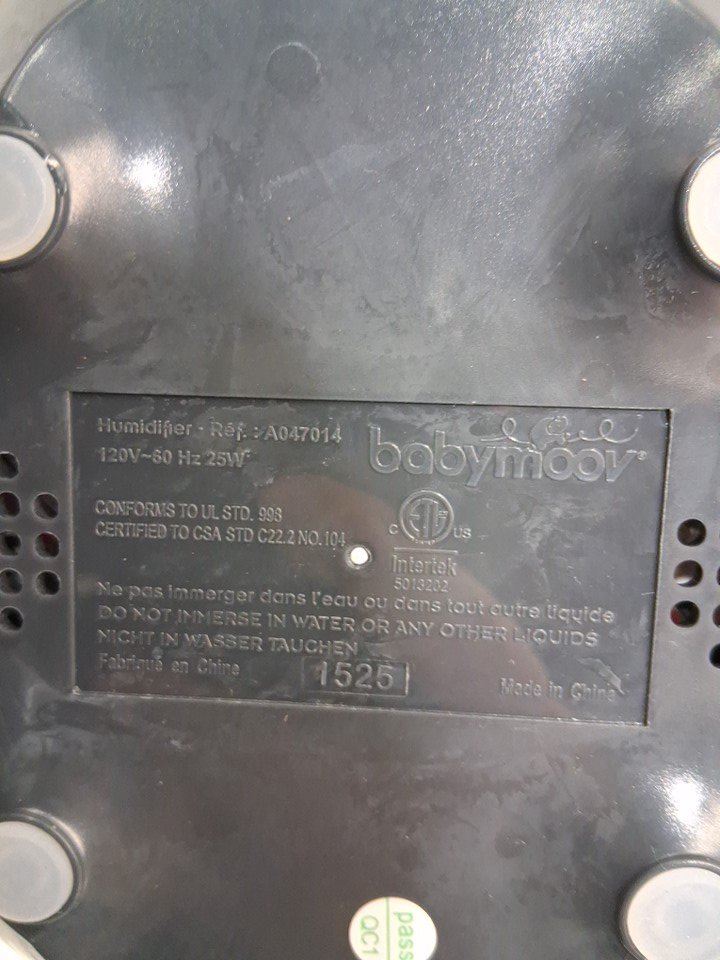 Humidifier - Réf. : A047014
120V~60 Hz 25W
babymoov®
CONFORMS TO UL STD. 998
CERTIFIED TO CSA STD C22.2 NO.104
C ETL US
Intertek
5013202
Ne pas immerger dans l'eau ou dans tout autre liquide
DO NOT IMMERSE IN WATER OR ANY OTHER LIQUIDS
NICHT IN WASSER TAUCHEN
Fabriqué en Chine
1525
Made in China
pass
QC1